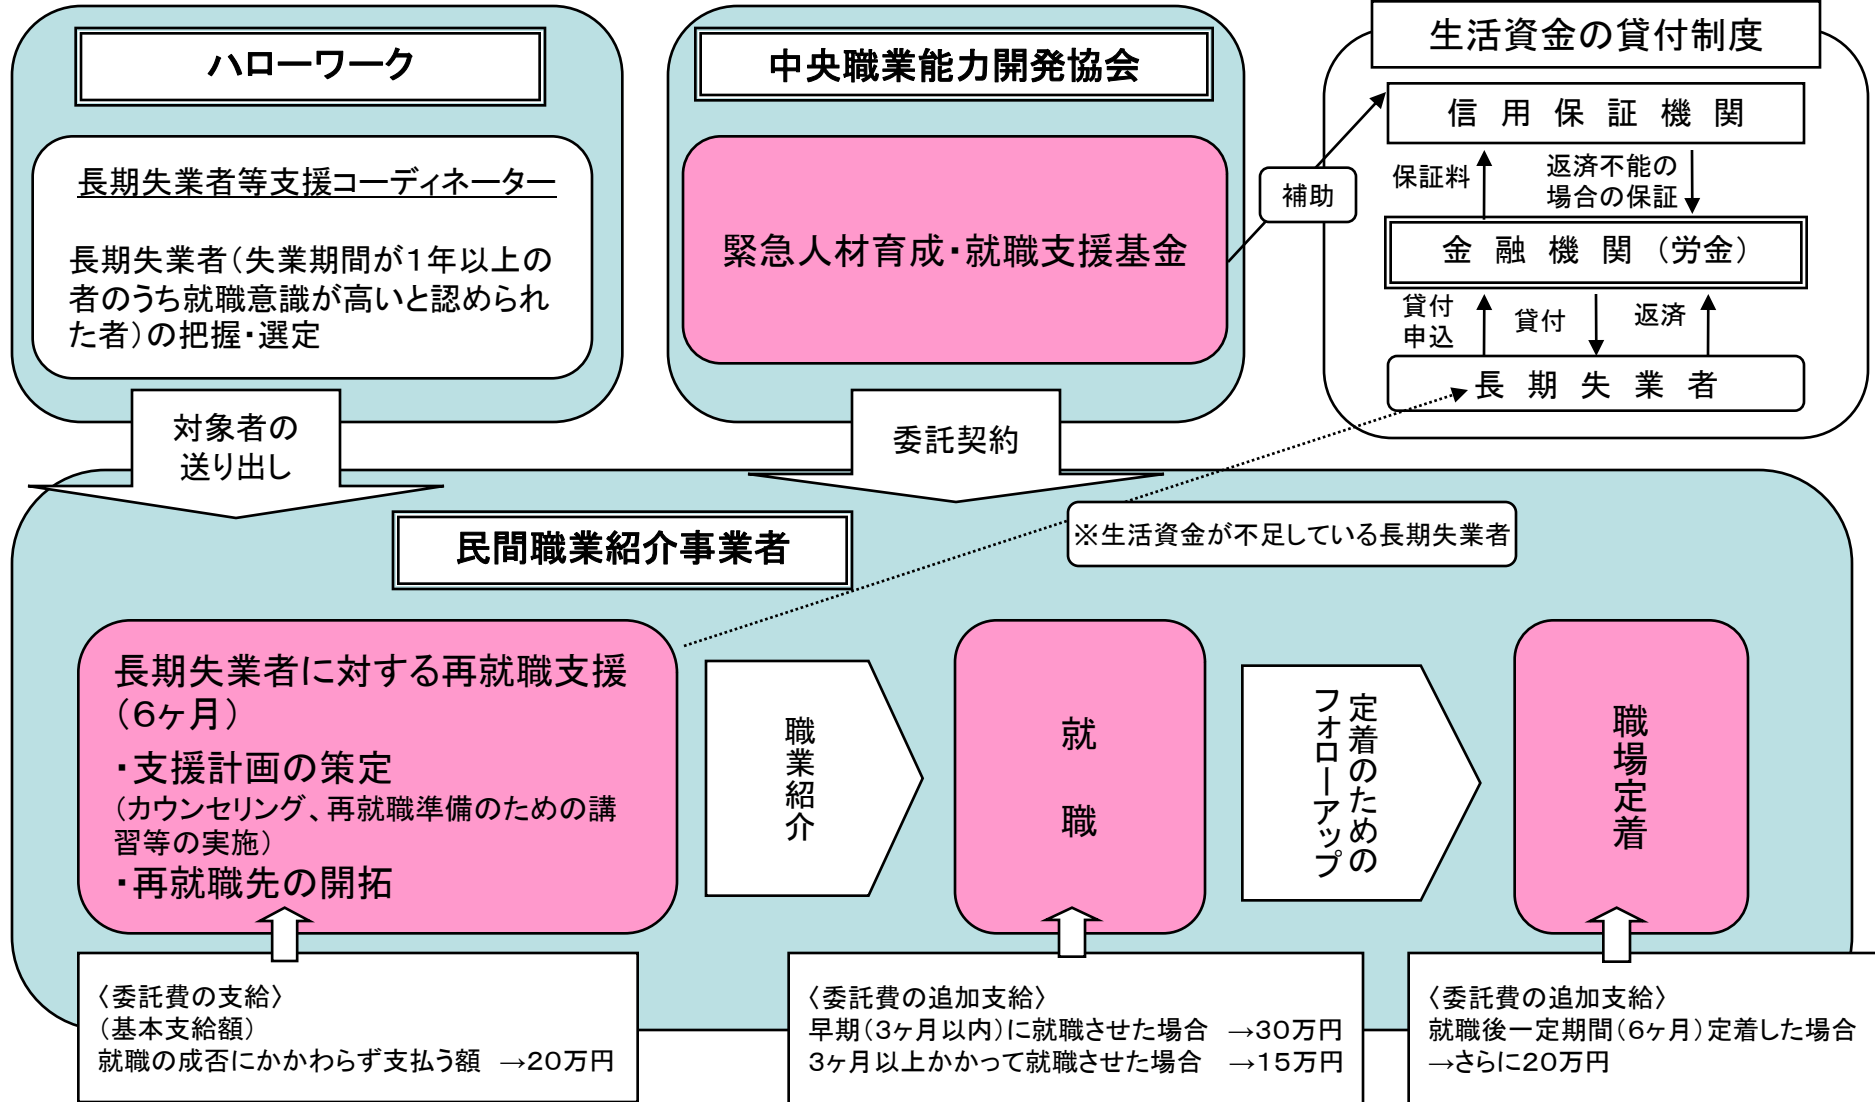 ハローワーク
長期失業者等支援コーディネーター
長期失業者(失業期間が1年以上の
者のうち就職意識が高いと認められ
た者)の把握・選定
対象者の
送り出し
中央職業能力開発協会
緊急人材育成・就職支援基金
委託契約
補助
生活資金の貸付制度
信用保証機関
保証料
返済不能の
場合の保証
金融機関(労金)
貸付
申込
貸付
返済
長期失業者
※生活資金が不足している長期失業者
民間職業紹介事業者
長期失業者に対する再就職支援
(6ヶ月)
・支援計画の策定
(カウンセリング、再就職準備のための講
習等の実施)
・再就職先の開拓
職業紹介
就職
定着のための
フォローアップ
職場定着
〈委託費の支給〉
(基本支給額)
就職の成否にかかわらず支払う額 →20万円
〈委託費の追加支給〉
早期(3ヶ月以内)に就職させた場合 →30万円
3ヶ月以上かかって就職させた場合 →15万円
〈委託費の追加支給〉
就職後一定期間(6ヶ月)定着した場合
→さらに20万円